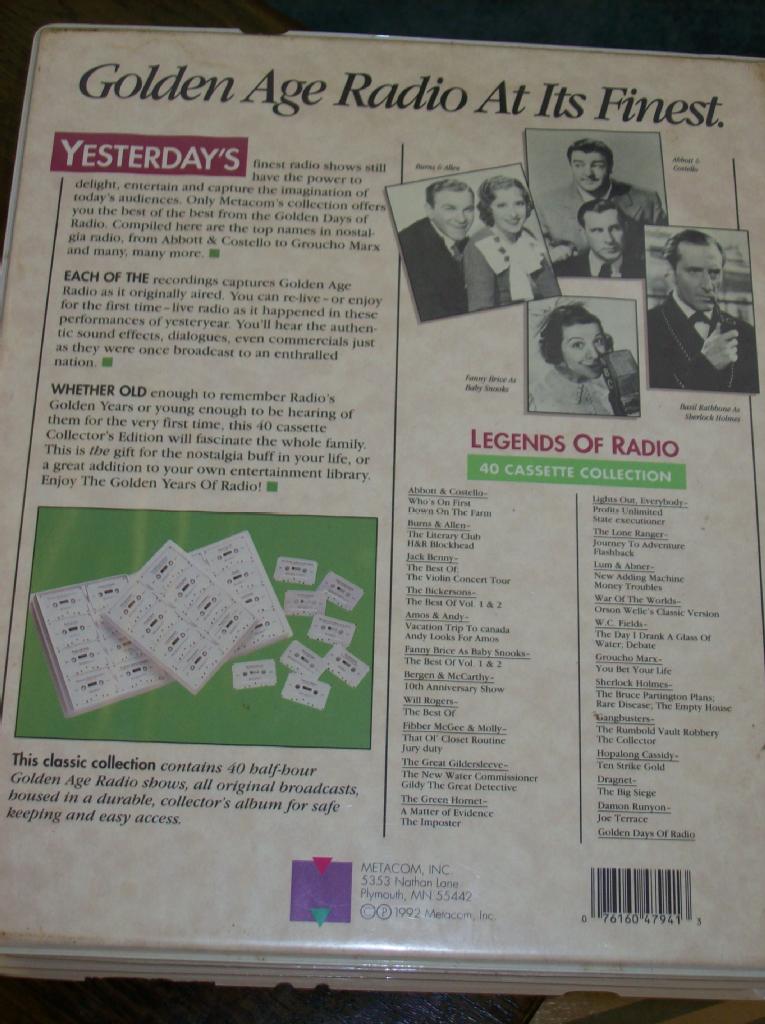 Golden Age Radio At Its Finest.
YESTERDAY'S finest radio shows still
have the power to
delight, entertain and capture the imagination of
today's audiences. Only Metacom's collection offers
you the best of the best from the Golden Days of
Radio. Compiled here are the top names in nostal-
gia radio, from Abbott & Costello to Groucho Marx
and many, many more.
EACH OF THE recordings captures Golden Age
Radio as it originally aired. You can re-live – or enjoy
for the first time – live radio as it happened in these
performances of yesteryear. You'll hear the authen-
tic sound effects, dialogues, even commercials just
as they were once broadcast to an enthralled
nation.
WHETHER OLD enough to remember Radio's
Golden Years or young enough to be hearing of
them for the very first time, this 40 cassette
Collector's Edition will fascinate the whole family.
This is the gift for the nostalgia buff in your life, or
a great addition to your own entertainment library.
Enjoy The Golden Years Of Radio!
This classic collection contains 40 half-hour
Golden Age Radio shows, all original broadcasts,
housed in a durable, collector's album for safe
keeping and easy access.
Burns & Allen
Abbott &
Costello
Fanny Brice As
Baby Snooks
Basil Rathbone As
Sherlock Holmes
LEGENDS OF RADIO
40 CASSETTE COLLECTION
Abbott & Costello–
Who's On First
Down On The Farm
Burns & Allen–
The Literary Club
H&R Blockhead
Jack Benny–
The Best Of;
The Violin Concert Tour
The Bickersons–
The Best Of Vol. 1 & 2
Amos & Andy–
Vacation Trip To canada
Andy Looks For Amos
Fanny Brice As Baby Snooks–
The Best Of Vol. 1 & 2
Bergen & McCarthy–
10th Anniversary Show
Will Rogers–
The Best Of
Fibber McGee & Molly–
That Ol' Closet Routine
Jury duty
The Great Gildersleeve–
The New Water Commissioner
Gildy The Great Detective
The Green Hornet–
A Matter of Evidence
The Imposter
Lights Out, Everybody–
Profits Unlimited
State executioner
The Lone Ranger–
Journey To Adventure
Flashback
Lum & Abner–
New Adding Machine
Money Troubles
War Of The Worlds–
Orson Welle's Classic Version
W.C. Fields–
The Day I Drank A Glass Of
Water; Debate
Groucho Marx–
You Bet Your Life
Sherlock Holmes–
The Bruce Partington Plans;
Rare Disease; The Empty House
Gangbusters–
The Rumbold Vault Robbery
The Collector
Hopalong Cassidy–
Ten Strike Gold
Dragnet–
The Big Siege
Damon Runyon–
Joe Terrace
Golden Days Of Radio
METACOM, INC.
5353 Nathan Lane
Plymouth, MN 55442
©℗ 1992 Metacom, Inc.
0 76160 47941 3